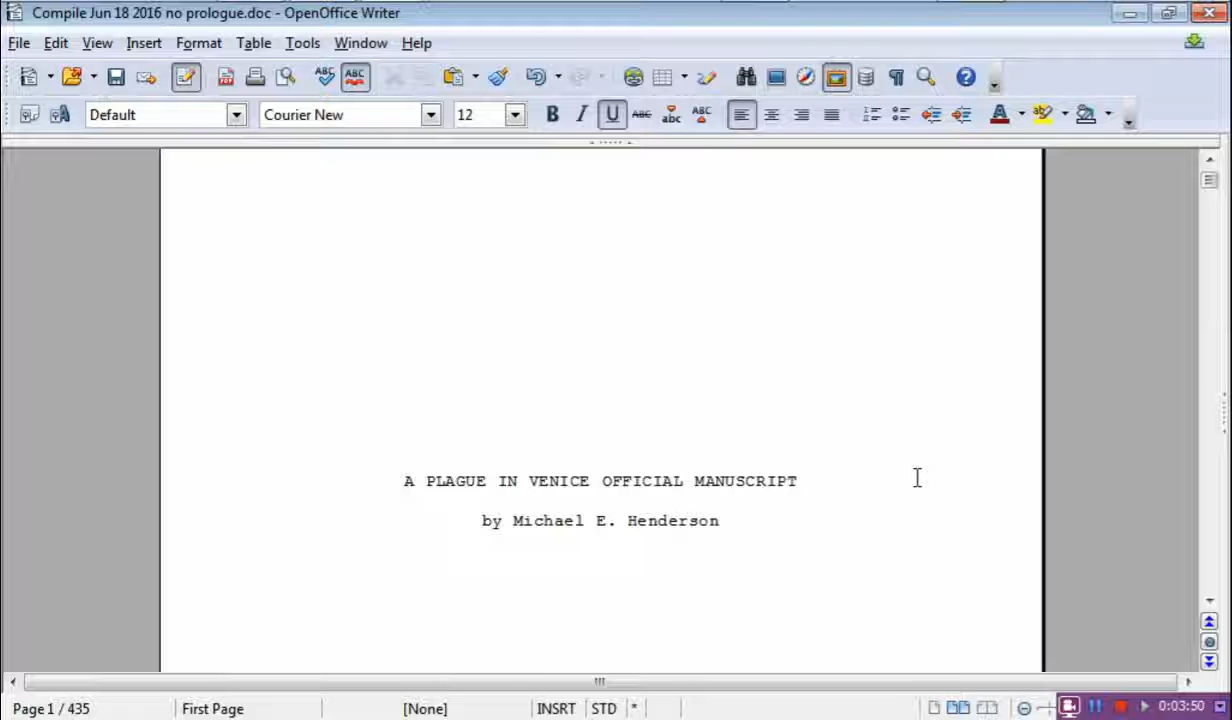 Compile Jun 18 2016 no prologue.doc - OpenOffice Writer
File Edit View Insert Format Table Tools Window Help
Default Courier New 12
A PLAGUE IN VENICE OFFICIAL MANUSCRIPT
by Michael E. Henderson
Page 1 / 435 First Page [None] INSRT STD * 0:03:50